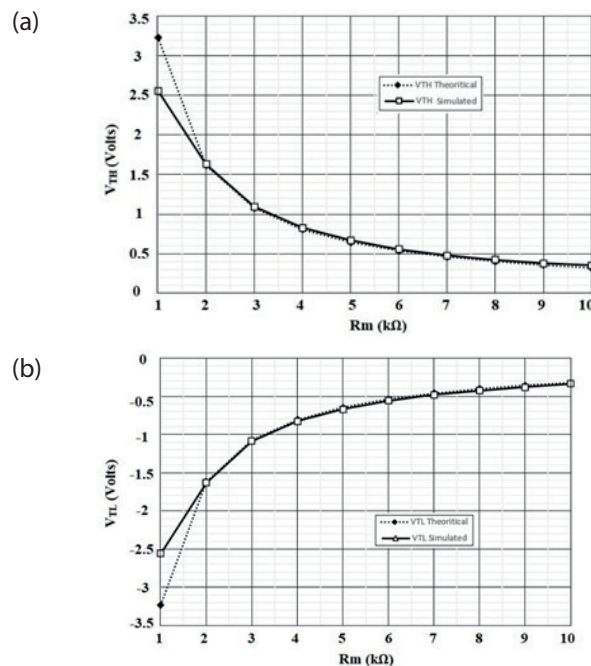 (a)
3.5
3
2.5
2
1.5
1
0.5
0
VTH (Volts)
VTH Theoritical
VTH Simulated
1 2 3 4 5 6 7 8 9 10
Rm (kΩ)
(b)
0
-0.5
-1
-1.5
-2
-2.5
-3
-3.5
VTL (Volts)
VTL Theoritical
VTL Simulated
1 2 3 4 5 6 7 8 9 10
Rm (kΩ)